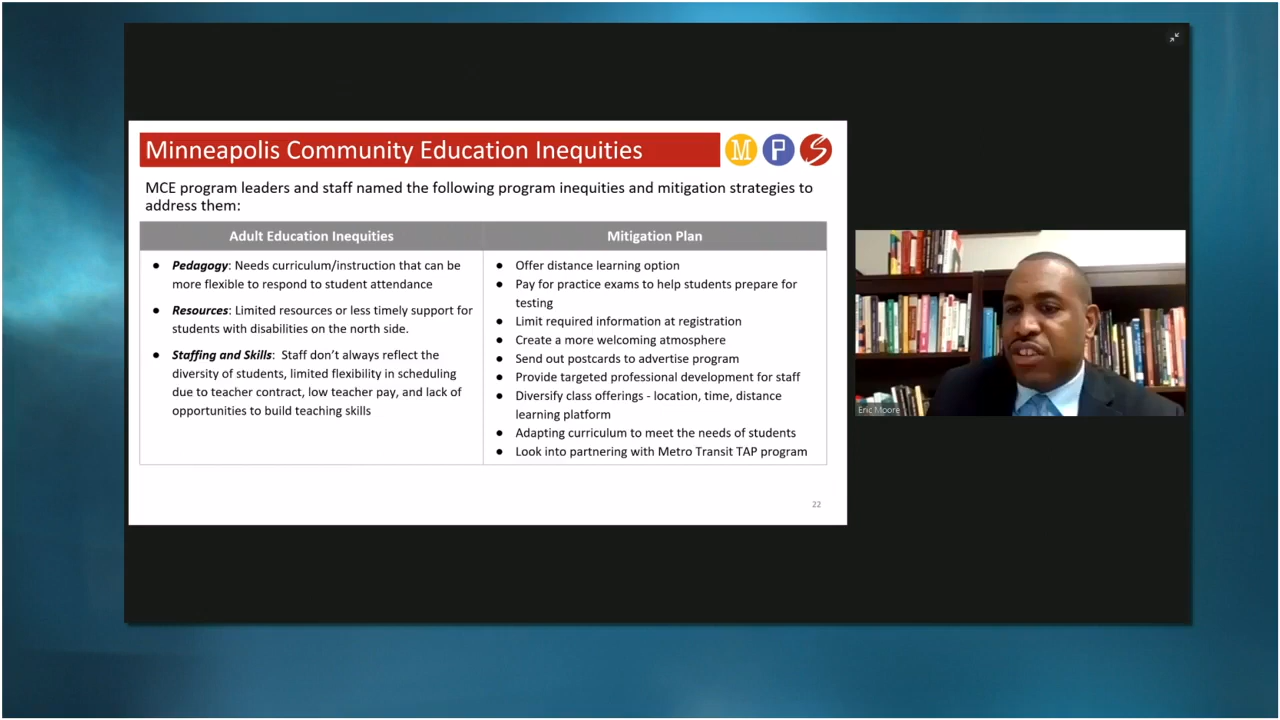 Minneapolis Community Education Inequities
M P S
MCE program leaders and staff named the following program inequities and mitigation strategies to
address them:
Adult Education Inequities
Mitigation Plan
● Pedagogy: Needs curriculum/instruction that can be
more flexible to respond to student attendance
● Resources: Limited resources or less timely support for
students with disabilities on the north side.
● Staffing and Skills: Staff don't always reflect the
diversity of students, limited flexibility in scheduling
due to teacher contract, low teacher pay, and lack of
opportunities to build teaching skills
● Offer distance learning option
● Pay for practice exams to help students prepare for
testing
● Limit required information at registration
● Create a more welcoming atmosphere
● Send out postcards to advertise program
● Provide targeted professional development for staff
● Diversify class offerings - location, time, distance
learning platform
● Adapting curriculum to meet the needs of students
● Look into partnering with Metro Transit TAP program
22
Eric Moore